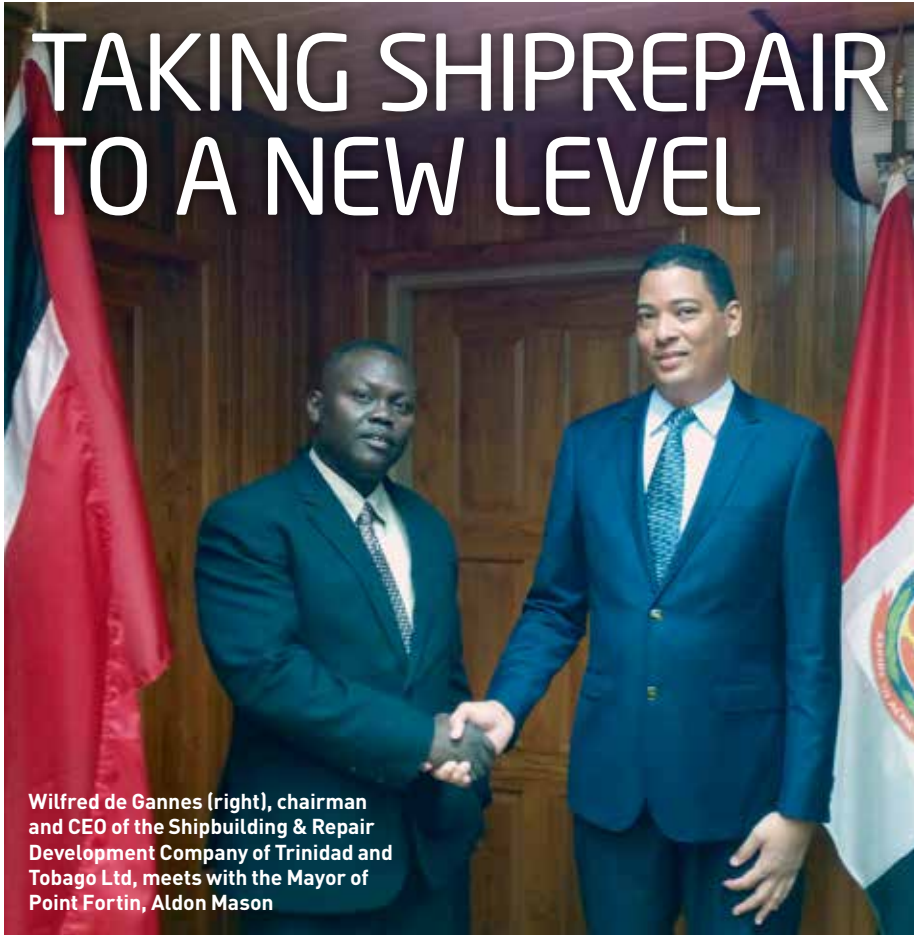 TAKING SHIPREPAIR
TO A NEW LEVEL
Wilfred de Gannes (right), chairman
and CEO of the Shipbuilding & Repair
Development Company of Trinidad and
Tobago Ltd, meets with the Mayor of
Point Fortin, Aldon Mason